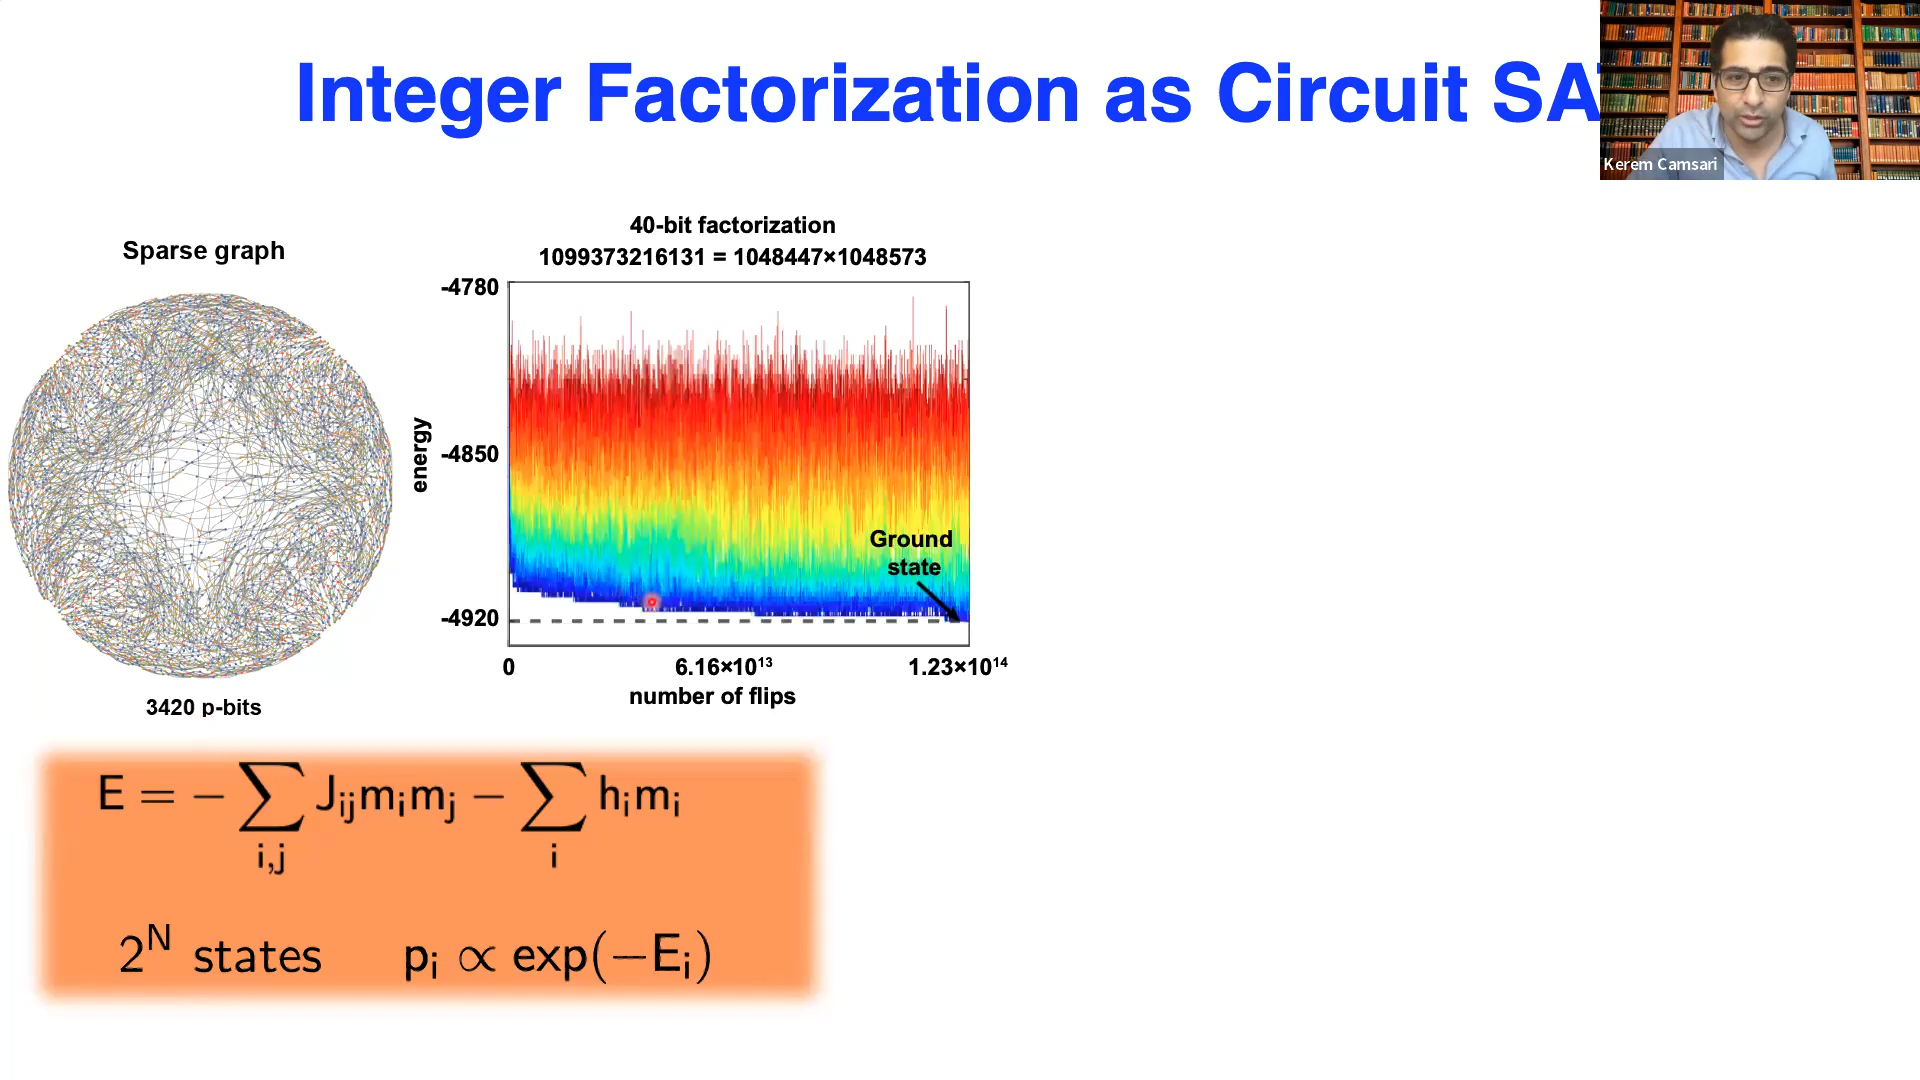 Integer Factorization as Circuit SA
Kerem Camsari
Sparse graph
3420 p-bits
40-bit factorization
1099373216131 = 1048447×1048573
energy
-4780
-4850
-4920
Ground
state
0 6.16×10¹³ 1.23×10¹⁴
number of flips
E = − ∑ Jᵢⱼmᵢmⱼ − ∑ hᵢmᵢ
i,j i
2ᴺ states pᵢ ∝ exp(−Eᵢ)